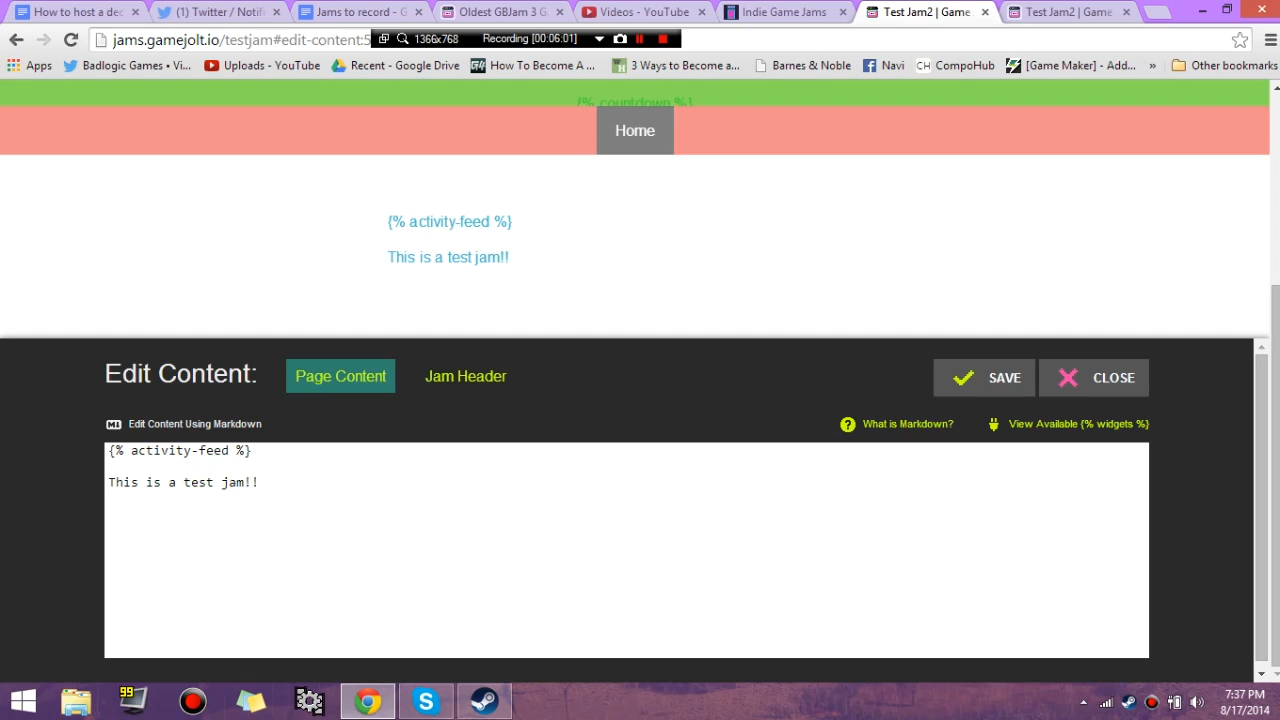 How to host a dec
(1) Twitter / Notifi
Jams to record - G
Oldest GBJam 3 G
Videos - YouTube
Indie Game Jams
Test Jam2 | Game
Test Jam2 | Game
jams.gamejolt.io/testjam#edit-content:5
1366x768
Recording [00:06:01]
Apps
Badlogic Games • Vi...
Uploads - YouTube
Recent - Google Drive
How To Become A ...
3 Ways to Become a...
Barnes & Noble
Navi
CH CompoHub
[Game Maker] - Add...
»
Other bookmarks
{% countdown %}
Home
{% activity-feed %}
This is a test jam!!
Edit Content:
Page Content
Jam Header
SAVE
CLOSE
Edit Content Using Markdown
? What is Markdown?
View Available {% widgets %}
{% activity-feed %}
This is a test jam!!
99
7:37 PM
8/17/2014